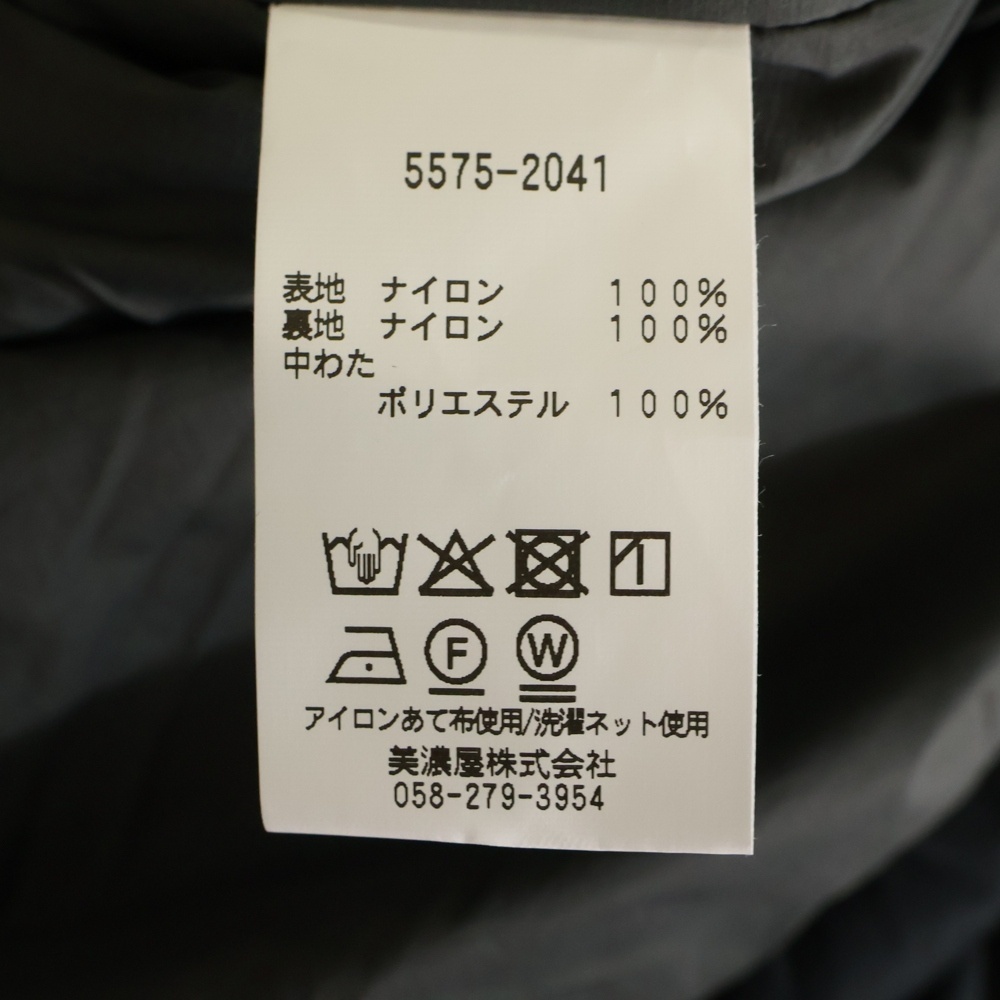 5575-2041
表地 ナイロン 100%
裏地 ナイロン 100%
中わた
ポリエステル 100%
F W
アイロンあて布使用/洗濯ネット使用
美濃屋株式会社
058-279-3954